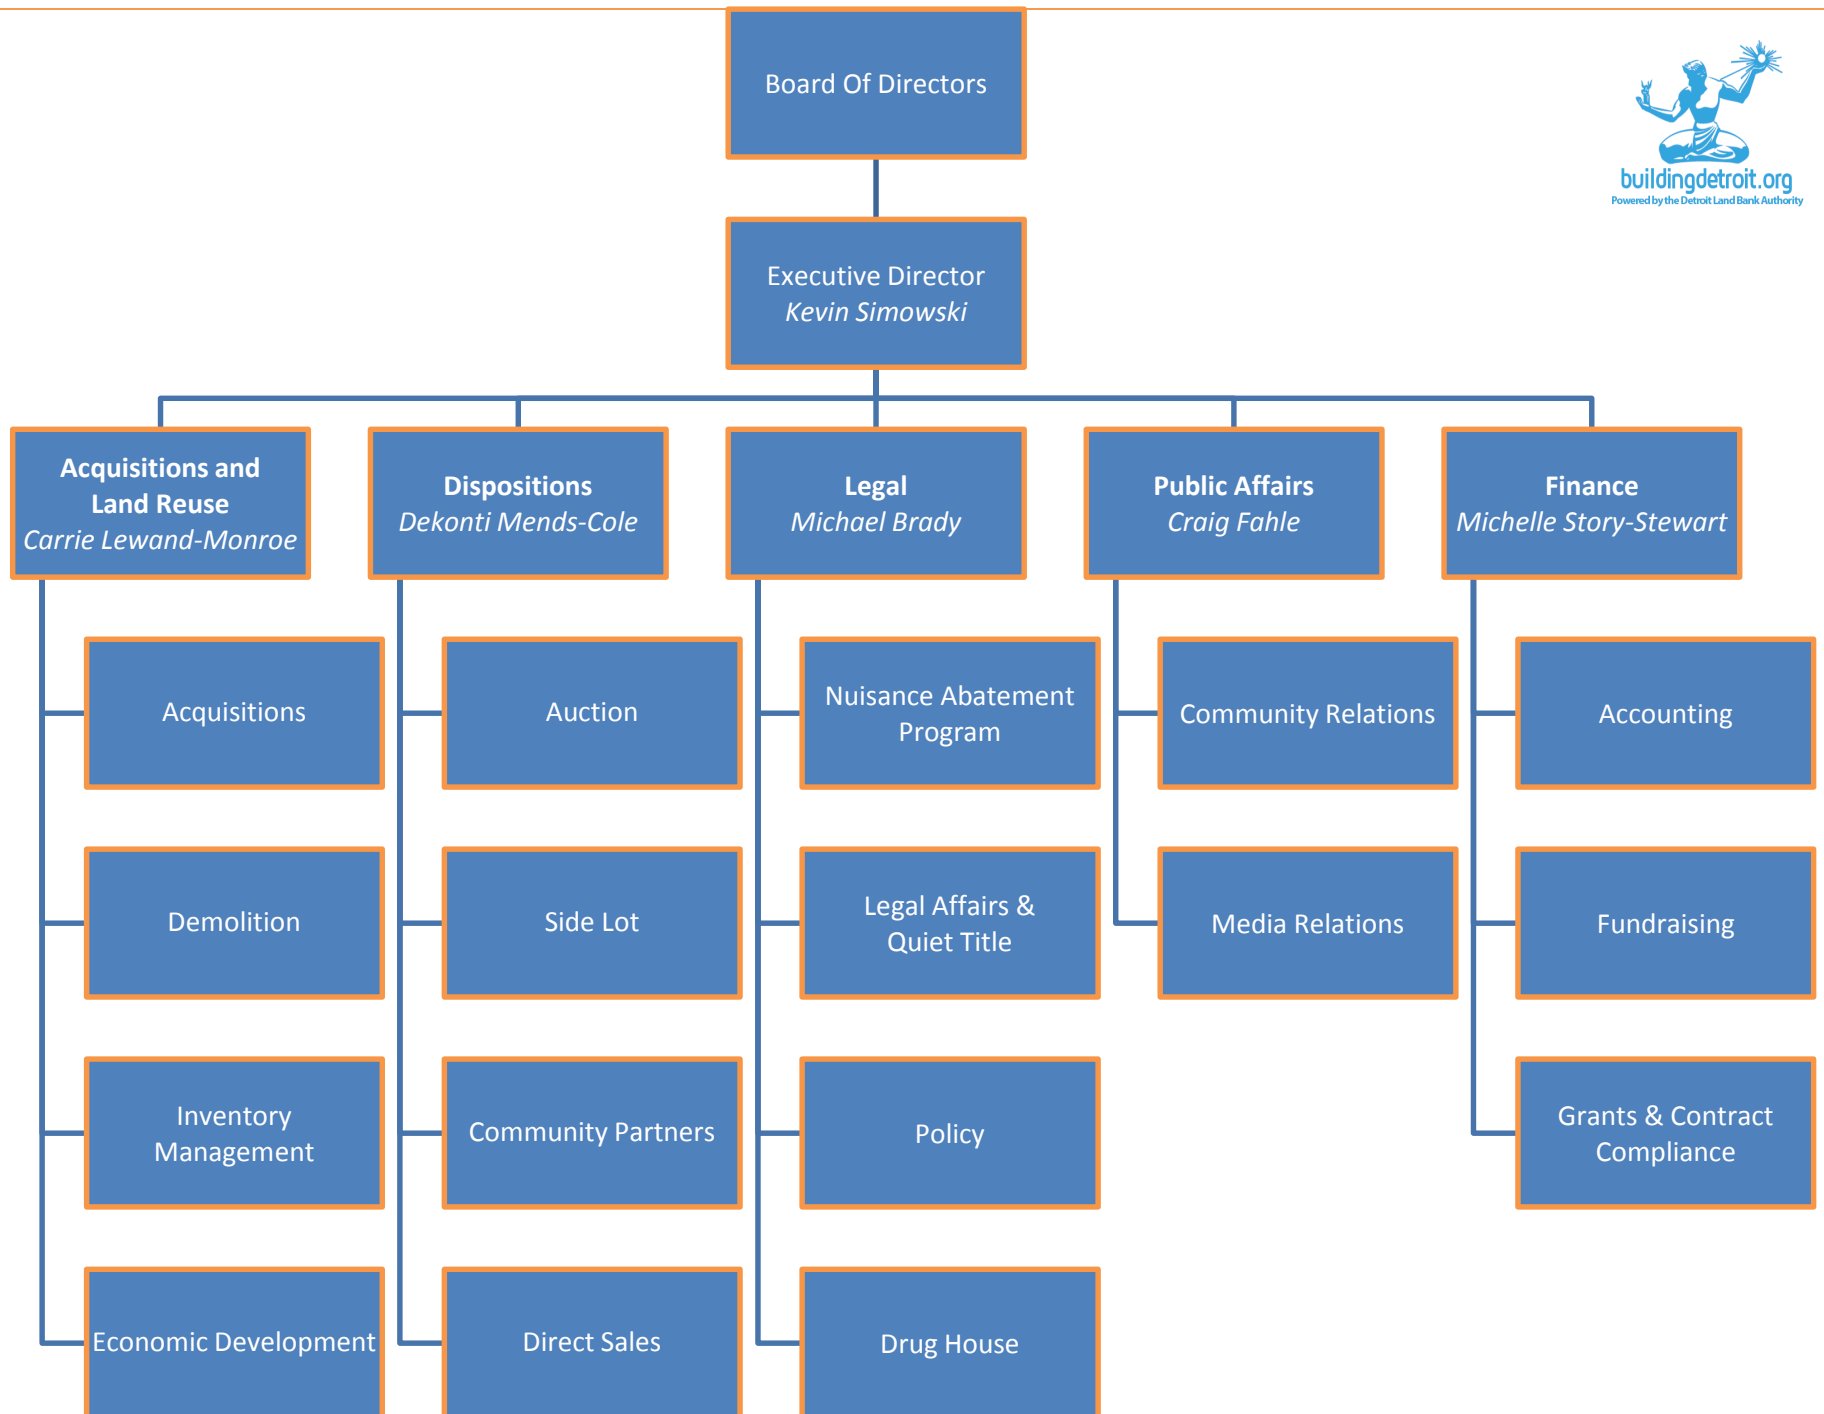 Board Of Directors
buildingdetroit.org
Powered by the Detroit Land Bank Authority
Executive Director
Kevin Simowski
Acquisitions and
Land Reuse
Carrie Lewand-Monroe
Dispositions
Dekonti Mends-Cole
Legal
Michael Brady
Public Affairs
Craig Fahle
Finance
Michelle Story-Stewart
Acquisitions
Auction
Nuisance Abatement
Program
Community Relations
Accounting
Demolition
Side Lot
Legal Affairs &
Quiet Title
Media Relations
Fundraising
Inventory
Management
Community Partners
Policy
Grants & Contract
Compliance
Economic Development
Direct Sales
Drug House